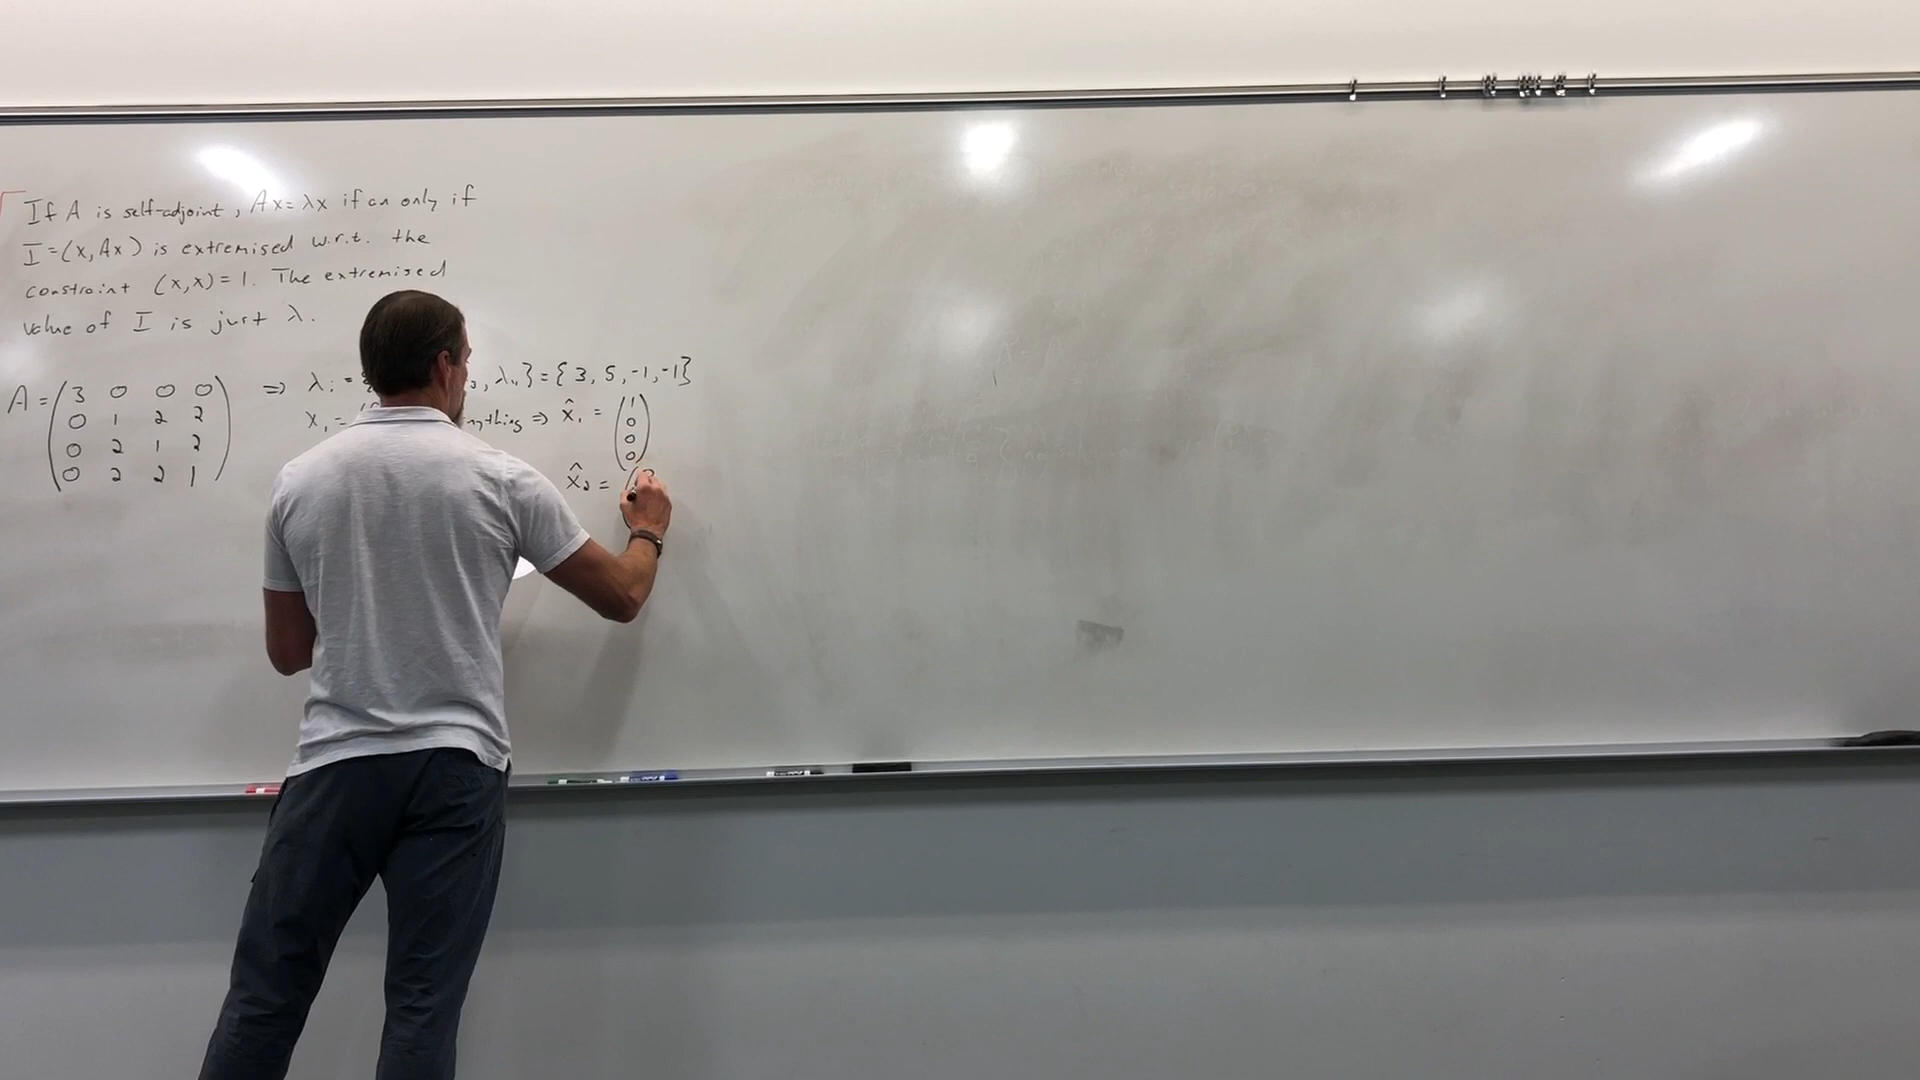 If A is self-adjoint, Ax=λx if an only if
I=(x,Ax) is extremised w.r.t. the
constraint (x,x)=1. The extremised
value of I is just λ.
A = (3 0 0 0
0 1 2 2
0 2 1 2
0 2 2 1)
⇒ λᵢ = { , λ₄} = {3, 5, -1, -1}
x₁ = ⇒ x̂₁ = (1
0
0
0)
x̂₂ = (